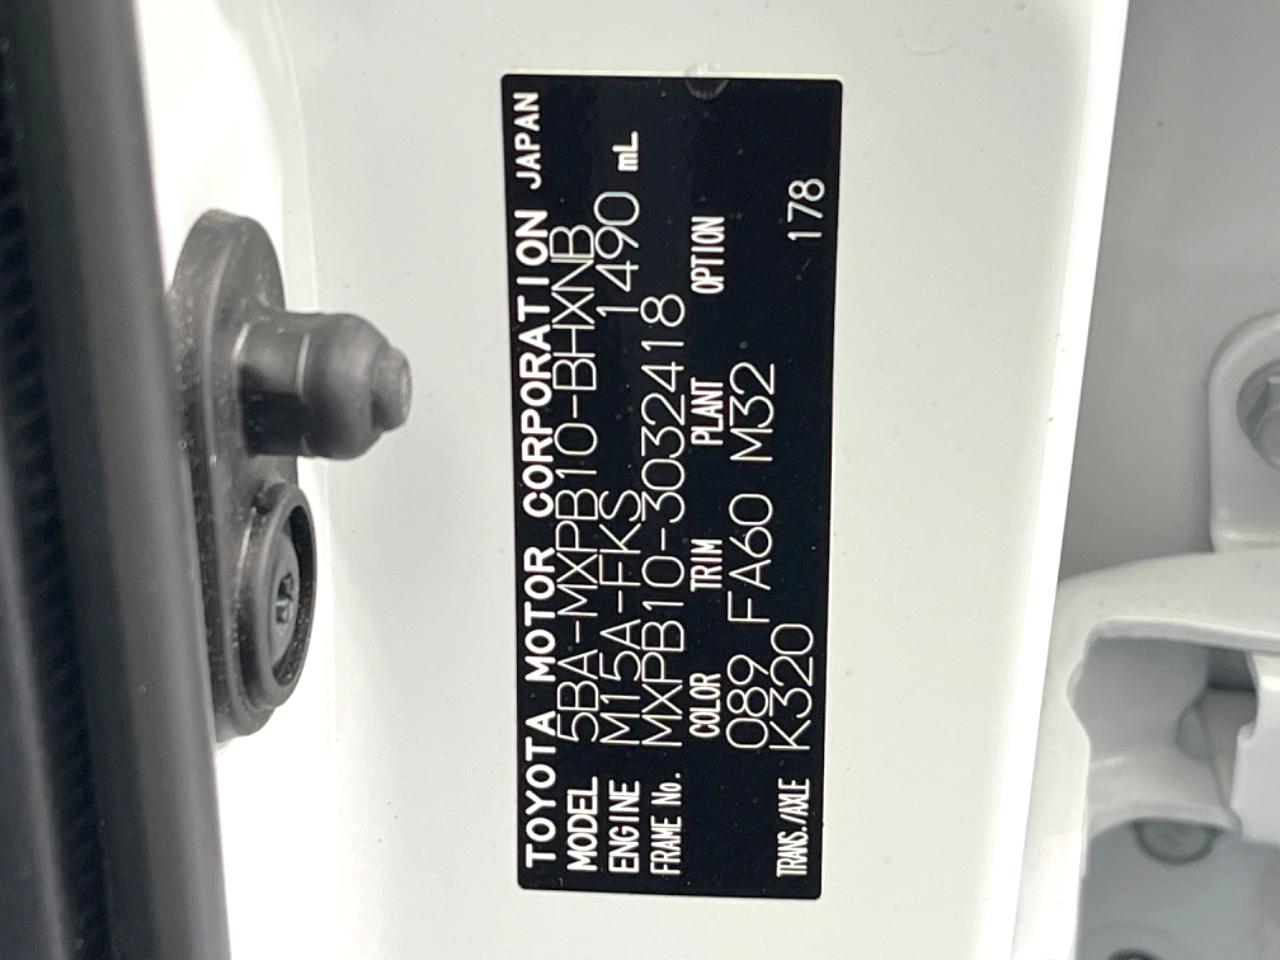 TOYOTA MOTOR CORPORATION JAPAN
MODEL 5BA-MXPB10-BHXNB
ENGINE M15A-FKS 1490 mL
FRAME No. MXPB10-3032418
COLOR TRIM PLANT OPTION
089 FA60 M32
TRANS./AXLE K320 178